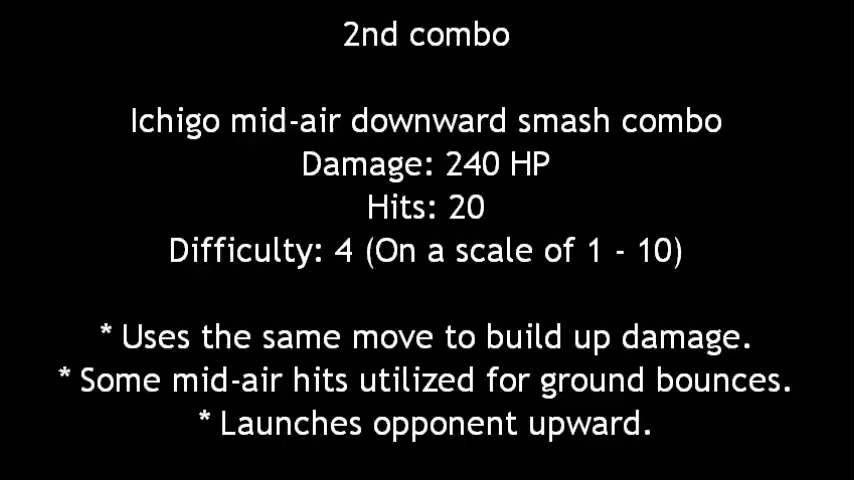 2nd combo
Ichigo mid-air downward smash combo
Damage: 240 HP
Hits: 20
Difficulty: 4 (On a scale of 1 - 10)
* Uses the same move to build up damage.
* Some mid-air hits utilized for ground bounces.
* Launches opponent upward.